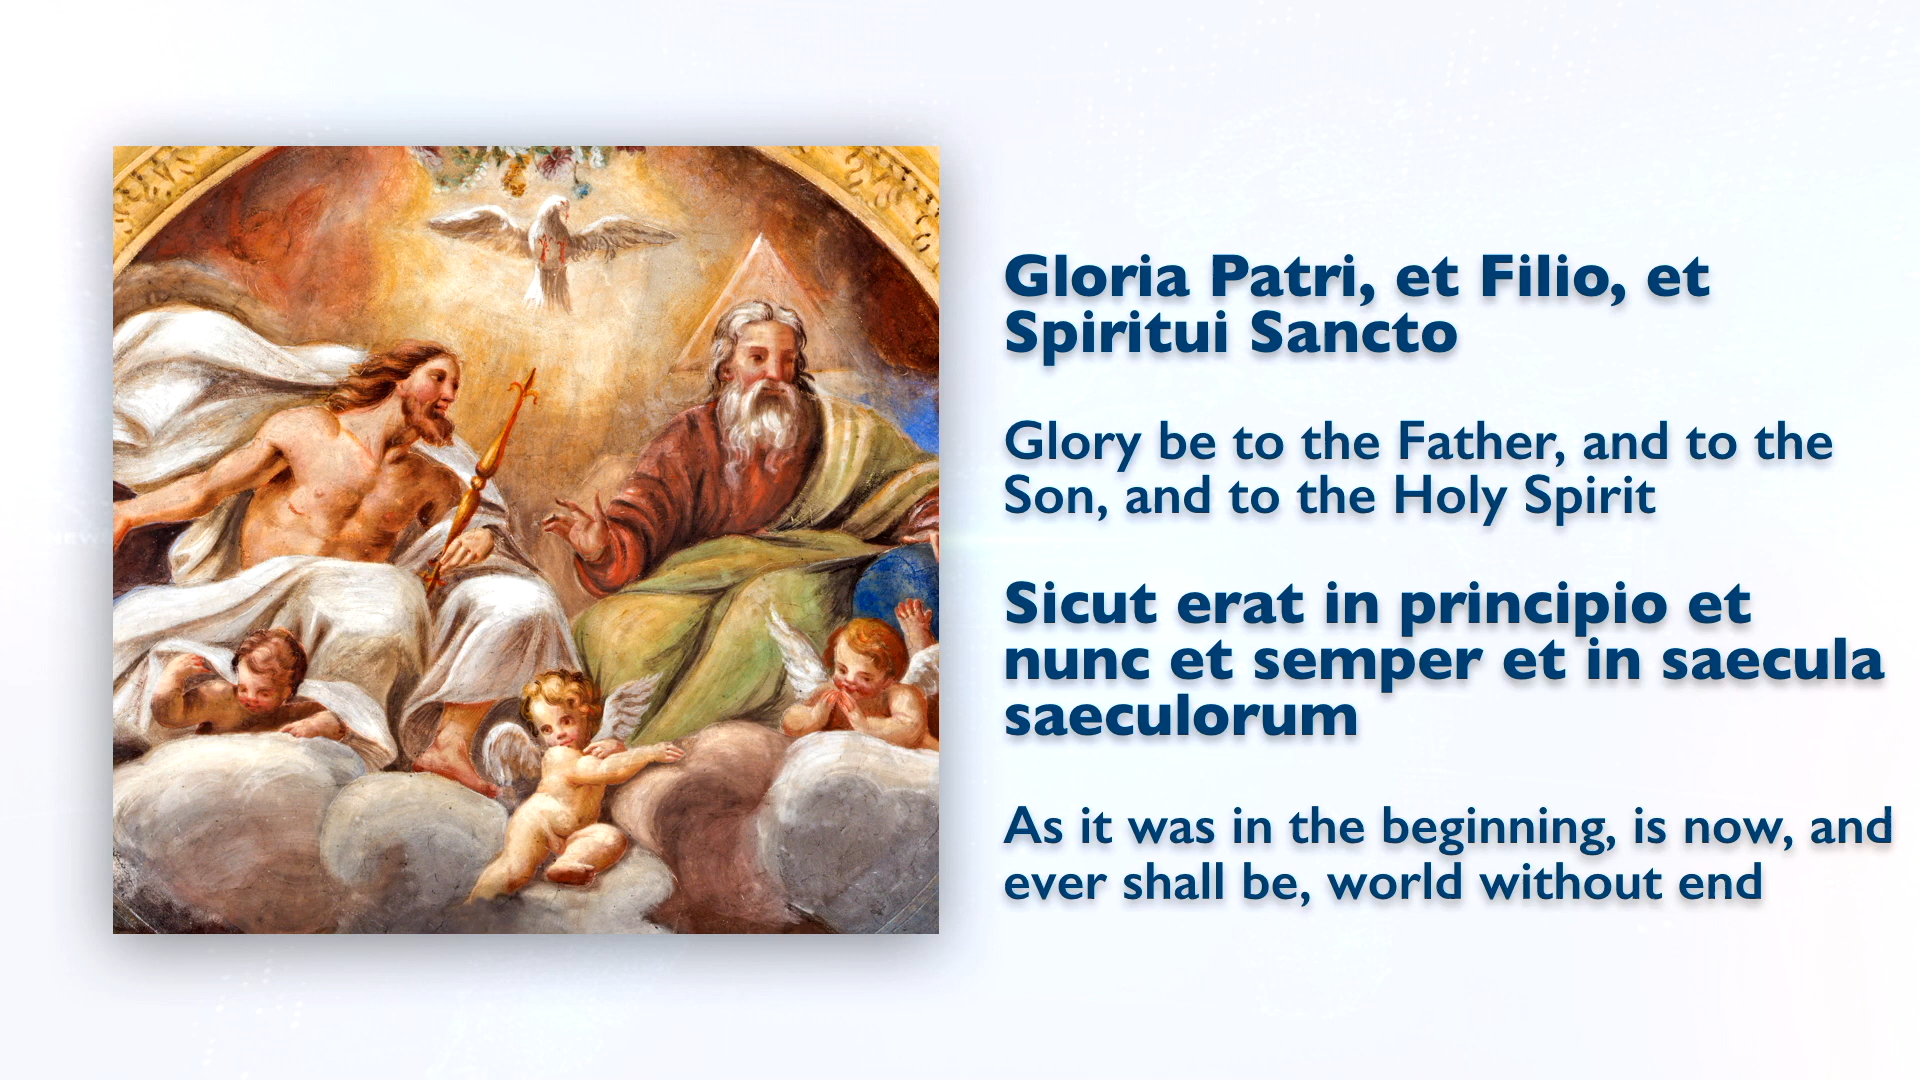 Gloria Patri, et Filio, et
Spiritui Sancto
Glory be to the Father, and to the
Son, and to the Holy Spirit
Sicut erat in principio et
nunc et semper et in saecula
saeculorum
As it was in the beginning, is now, and
ever shall be, world without end